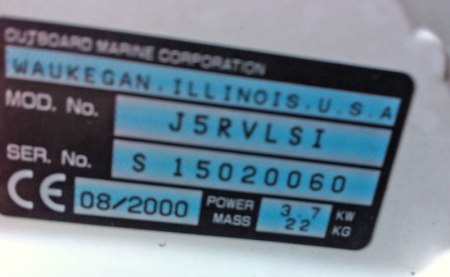 OUTBOARD MARINE CORPORATION
WAUKEGAN, ILLINOIS, U.S.A
MOD. No. J5RVLSI
SER. No. S 15020060
CE 08/2000 POWER 3.7 KW
MASS 22 KG